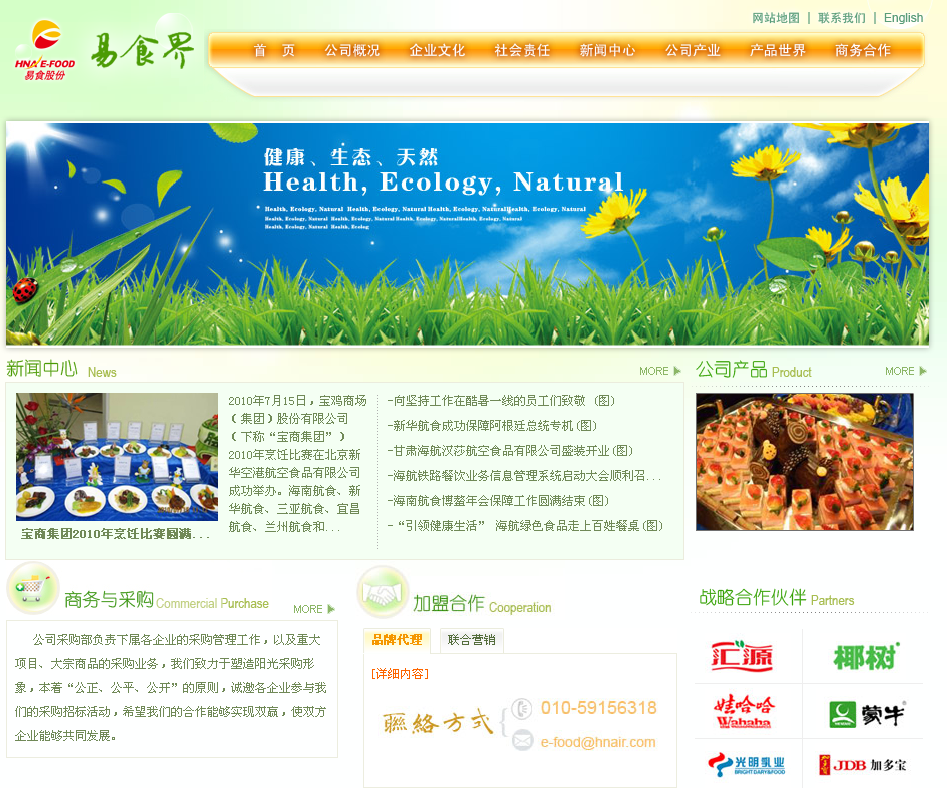 网站地图 | 联系我们 | English
HNA E-FOOD
易食股份
易食界
首 页 公司概况 企业文化 社会责任 新闻中心 公司产业 产品世界 商务合作
健康、生态、天然
Health, Ecology, Natural
Health, Ecology, Natural Health, Ecology, Natural Health, Ecology, NaturalHealth, Ecology, Natural
Health, Ecology, Natural Health, Ecology, Natural Health, Ecology, NaturalHealth, Ecology, Natural
Health, Ecology, Natural Health, Ecolog
新闻中心 News MORE
2010年7月15日，宝鸡商场
（集团）股份有限公司
（下称“宝商集团”）
2010年烹饪比赛在北京新
华空港航空食品有限公司
成功举办。海南航食、新
华航食、三亚航食、宜昌
航食、兰州航食和...
宝商集团2010年烹饪比赛圆满...
-向坚持工作在酷暑一线的员工们致敬 (图)
-新华航食成功保障阿根廷总统专机(图)
-甘肃海航汉莎航空食品有限公司盛装开业(图)
-海航铁路餐饮业务信息管理系统启动大会顺利召...
-海南航食博鳌年会保障工作圆满结束(图)
-“引领健康生活” 海航绿色食品走上百姓餐桌(图)
公司产品 Product MORE
商务与采购 Commercial Purchase MORE
公司采购部负责下属各企业的采购管理工作，以及重大
项目、大宗商品的采购业务，我们致力于塑造阳光采购形
象，本着“公正、公平、公开”的原则，诚邀各企业参与我
们的采购招标活动，希望我们的合作能够实现双赢，使双方
企业能够共同发展。
加盟合作 Cooperation
品牌代理 联合营销
[详细内容]
聯絡方式
010-59156318
e-food@hnair.com
战略合作伙伴 Partners
汇源
椰树
娃哈哈
Wahaha
蒙牛
光明乳业
BRIGHT DAIRY&FOOD
JDB 加多宝